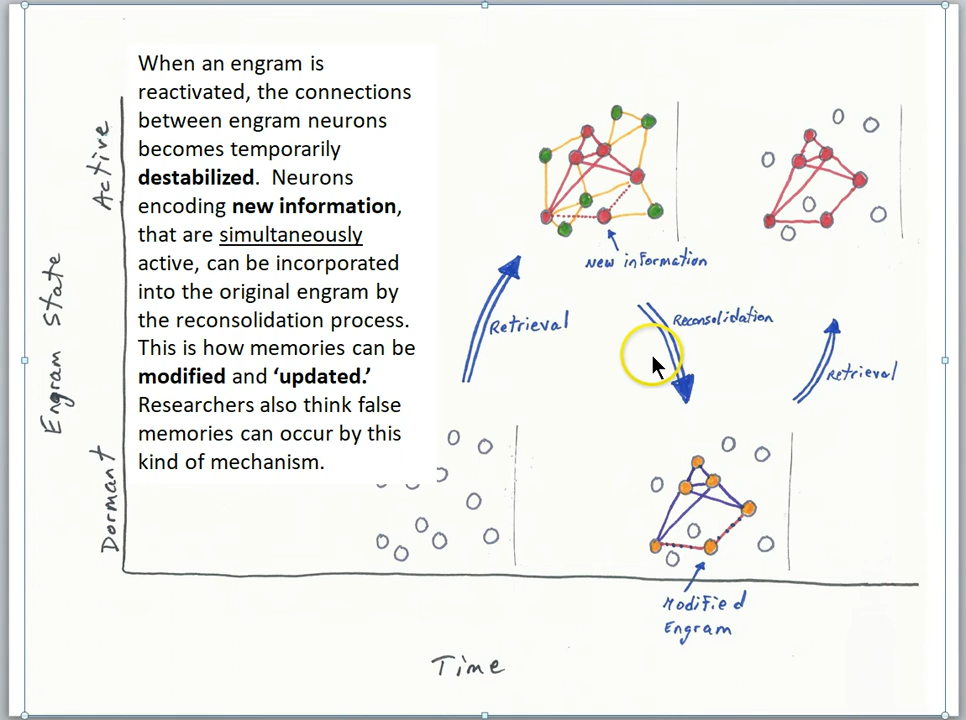 When an engram is
reactivated, the connections
between engram neurons
becomes temporarily
destabilized. Neurons
encoding new information,
that are simultaneously
active, can be incorporated
into the original engram by
the reconsolidation process.
This is how memories can be
modified and ‘updated.’
Researchers also think false
memories can occur by this
kind of mechanism.
Engram State
Active
Dormant
New information
Retrieval
Reconsolidation
Retrieval
Modified
Engram
Time